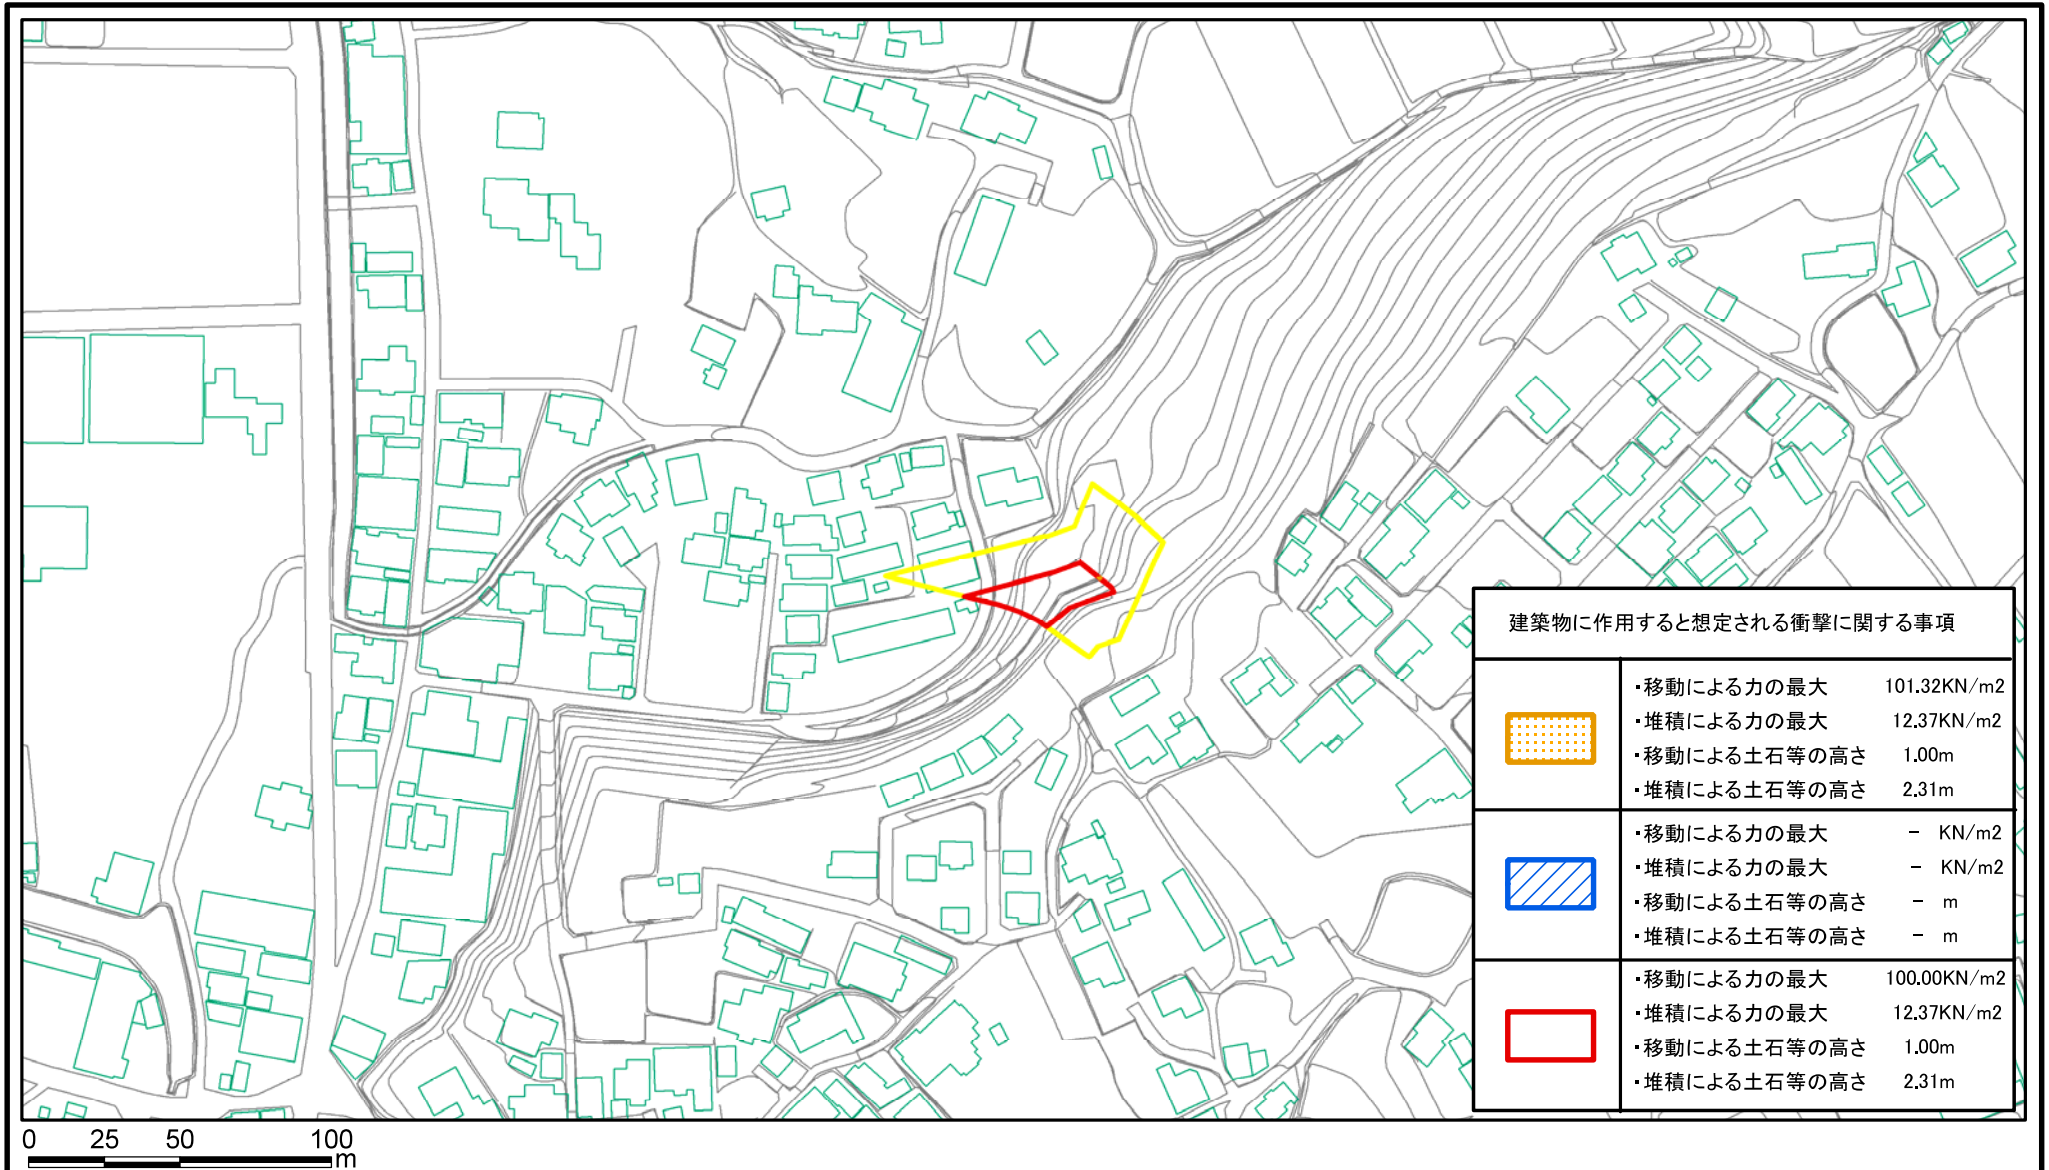 建築物に作用すると想定される衝撃に関する事項
・移動による力の最大 101.32KN/m2
・堆積による力の最大 12.37KN/m2
・移動による土石等の高さ 1.00m
・堆積による土石等の高さ 2.31m
・移動による力の最大 - KN/m2
・堆積による力の最大 - KN/m2
・移動による土石等の高さ - m
・堆積による土石等の高さ - m
・移動による力の最大 100.00KN/m2
・堆積による力の最大 12.37KN/m2
・移動による土石等の高さ 1.00m
・堆積による土石等の高さ 2.31m
0 25 50 100
m